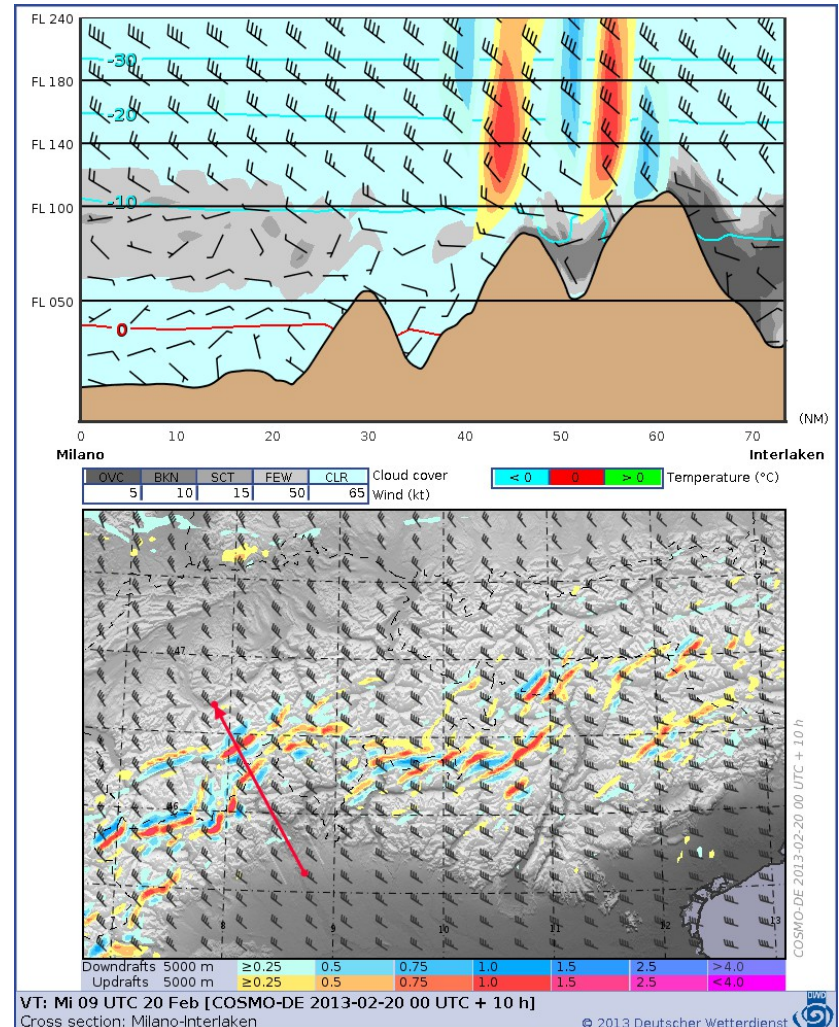 FL 240
-30
FL 180
-20
FL 140
-10
FL 100
FL 050
0
(NM)
0 10 20 30 40 50 60 70
Milano Interlaken
OVC BKN SCT FEW CLR Cloud cover
5 10 15 50 65 Wind (kt)
< 0 0 > 0 Temperature (°C)
47
46
7 8 9 10 11 12 13
COSMO-DE 2013-02-20 00 UTC + 10 h
Downdrafts 5000 m ≥0.25 0.5 0.75 1.0 1.5 2.5 >4.0
Updrafts 5000 m ≥0.25 0.5 0.75 1.0 1.5 2.5 <4.0
VT: Mi 09 UTC 20 Feb [COSMO-DE 2013-02-20 00 UTC + 10 h]
Cross section: Milano-Interlaken
© 2013 Deutscher Wetterdienst
DWD